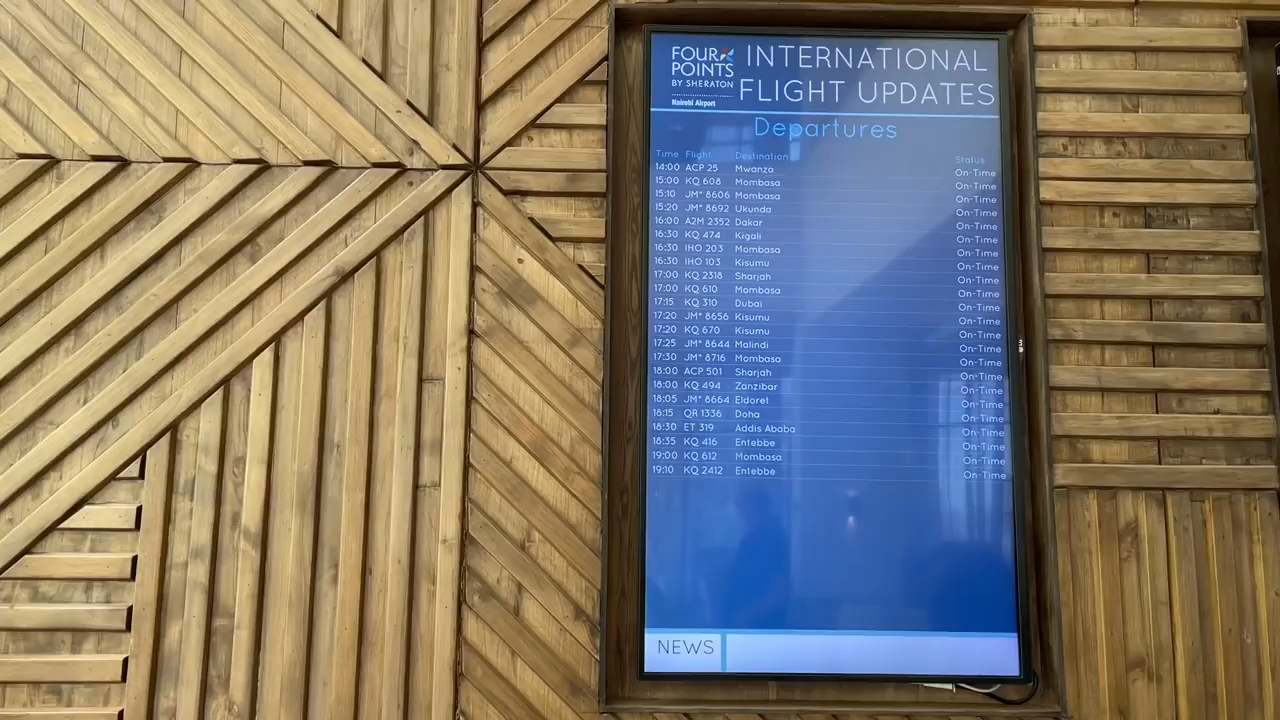 FOUR POINTS
BY SHERATON
Nairobi Airport
INTERNATIONAL
FLIGHT UPDATES
Departures
Time Flight Destination Status
14:00 ACP 25 Mwanza On-Time
15:00 KQ 608 Mombasa On-Time
15:10 JM* 8606 Mombasa On-Time
15:20 JM* 8692 Ukunda On-Time
16:00 A2M 2352 Dakar On-Time
16:30 KQ 474 Kigali On-Time
16:30 IHO 203 Mombasa On-Time
16:30 IHO 103 Kisumu On-Time
17:00 KQ 2318 Sharjah On-Time
17:00 KQ 610 Mombasa On-Time
17:15 KQ 310 Dubai On-Time
17:20 JM* 8656 Kisumu On-Time
17:20 KQ 670 Kisumu On-Time
17:25 JM* 8644 Malindi On-Time
17:30 JM* 8716 Mombasa On-Time
18:00 ACP 501 Sharjah On-Time
18:00 KQ 494 Zanzibar On-Time
18:05 JM* 8664 Eldoret On-Time
18:15 QR 1336 Doha On-Time
18:30 ET 319 Addis Ababa On-Time
18:35 KQ 416 Entebbe On-Time
19:00 KQ 612 Mombasa On-Time
19:10 KQ 2412 Entebbe On-Time
NEWS